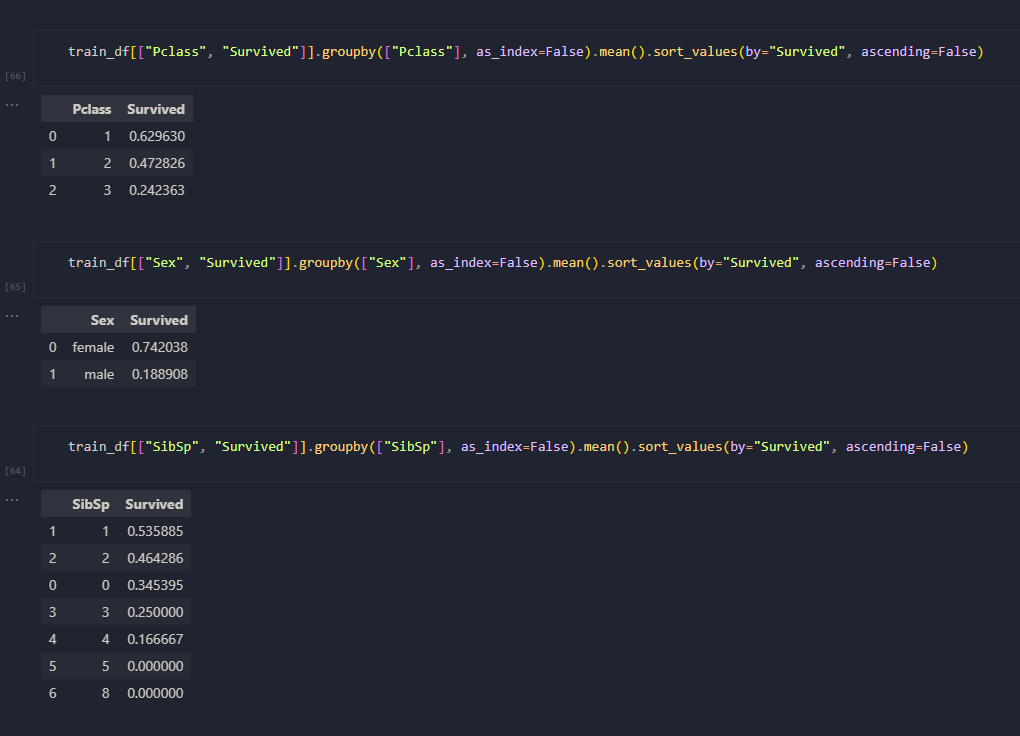 train_df[["Pclass", "Survived"]].groupby(["Pclass"], as_index=False).mean().sort_values(by="Survived", ascending=False)
[66]
...
Pclass Survived
0 1 0.629630
1 2 0.472826
2 3 0.242363
train_df[["Sex", "Survived"]].groupby(["Sex"], as_index=False).mean().sort_values(by="Survived", ascending=False)
[65]
...
Sex Survived
0 female 0.742038
1 male 0.188908
train_df[["SibSp", "Survived"]].groupby(["SibSp"], as_index=False).mean().sort_values(by="Survived", ascending=False)
[64]
...
SibSp Survived
1 1 0.535885
2 2 0.464286
0 0 0.345395
3 3 0.250000
4 4 0.166667
5 5 0.000000
6 8 0.000000